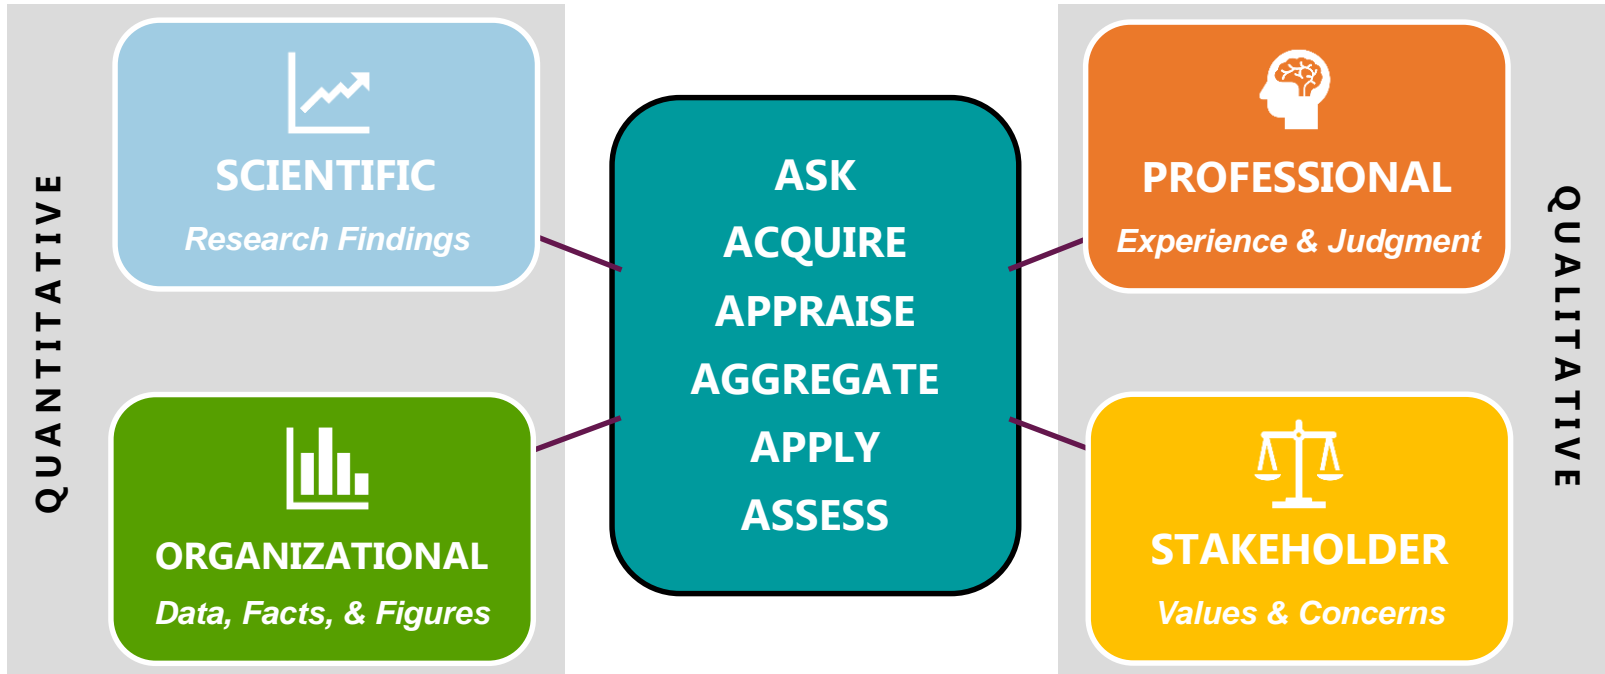 QUANTITATIVE
SCIENTIFIC
Research Findings
ORGANIZATIONAL
Data, Facts, & Figures
ASK
ACQUIRE
APPRAISE
AGGREGATE
APPLY
ASSESS
PROFESSIONAL
Experience & Judgment
STAKEHOLDER
Values & Concerns
QUALITATIVE